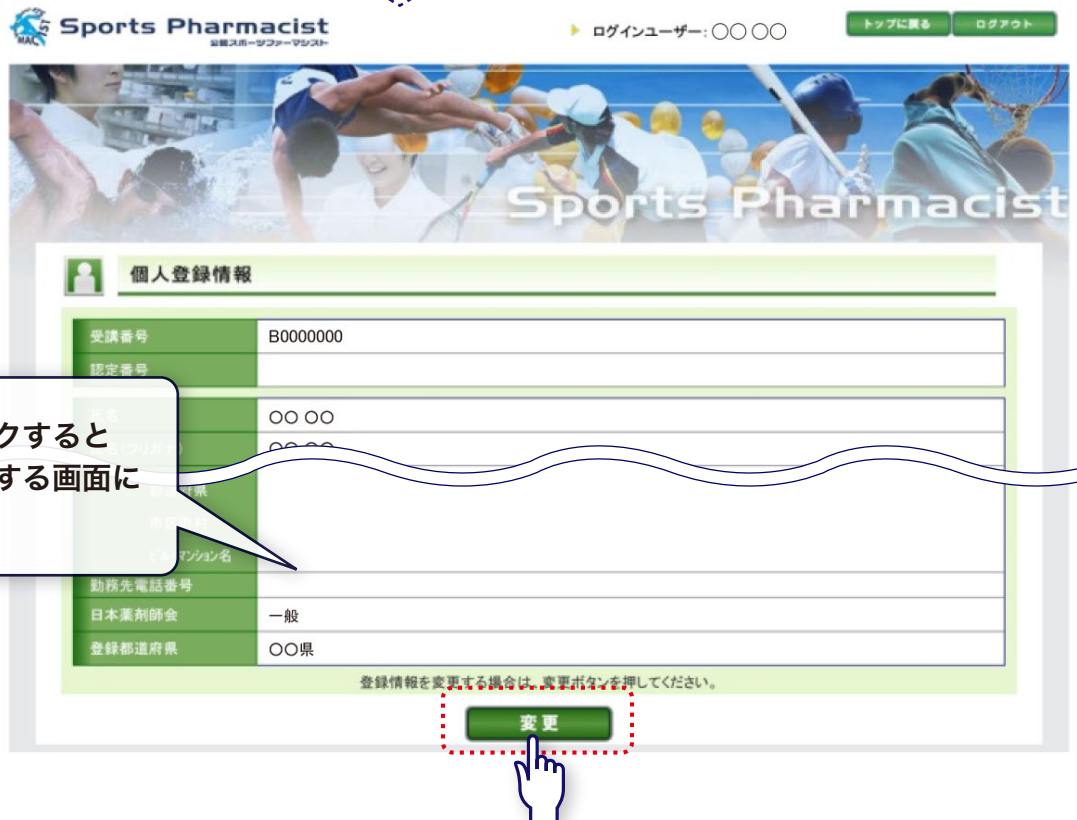 Sports Pharmacist
公認スポーツファーマシスト
ログインユーザー：〇〇 〇〇
トップに戻る
ログアウト
Sports Pharmacist
個人登録情報
受講番号
B0000000
認定番号
クすると
する画面に
〇〇 〇〇
ビル・マンション名
勤務先電話番号
日本薬剤師会
一般
登録都道府県
〇〇県
登録情報を変更する場合は、変更ボタンを押してください。
変更